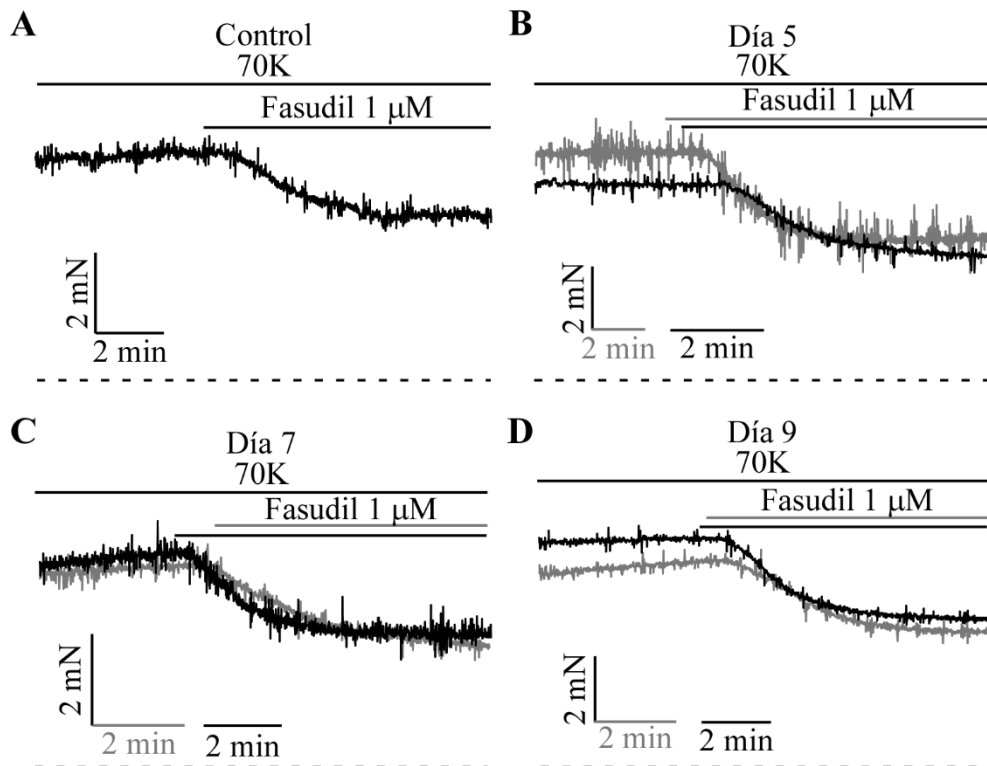 A
Control
70K
Fasudil 1 μM
2 mN
2 min
B
Día 5
70K
Fasudil 1 μM
2 mN
2 min
2 min
C
Día 7
70K
Fasudil 1 μM
2 mN
2 min
2 min
D
Día 9
70K
Fasudil 1 μM
2 mN
2 min
2 min